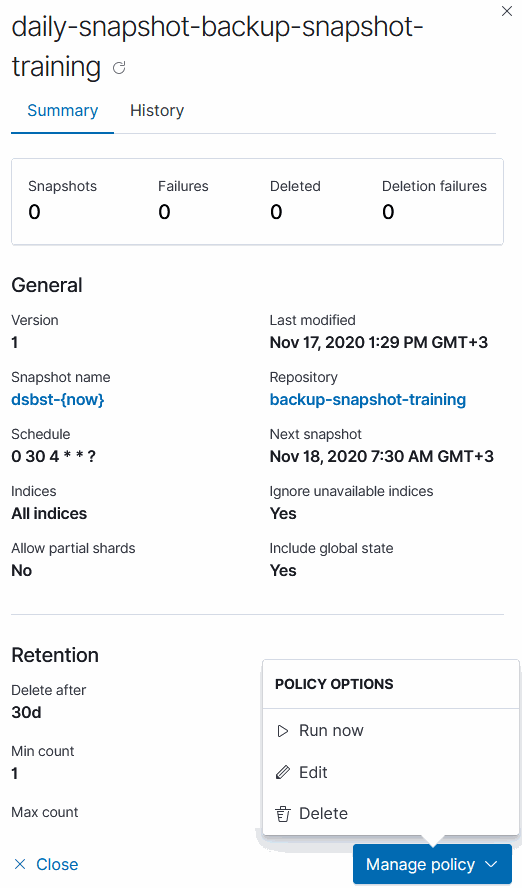 daily-snapshot-backup-snapshot-
training
Summary History
Snapshots Failures Deleted Deletion failures
0 0 0 0
General
Version Last modified
1 Nov 17, 2020 1:29 PM GMT+3
Snapshot name Repository
dsbst-{now} backup-snapshot-training
Schedule Next snapshot
0 30 4 * * ? Nov 18, 2020 7:30 AM GMT+3
Indices Ignore unavailable indices
All indices Yes
Allow partial shards Include global state
No Yes
Retention
Delete after
30d
Min count
1
Max count
POLICY OPTIONS
Run now
Edit
Delete
Close Manage policy